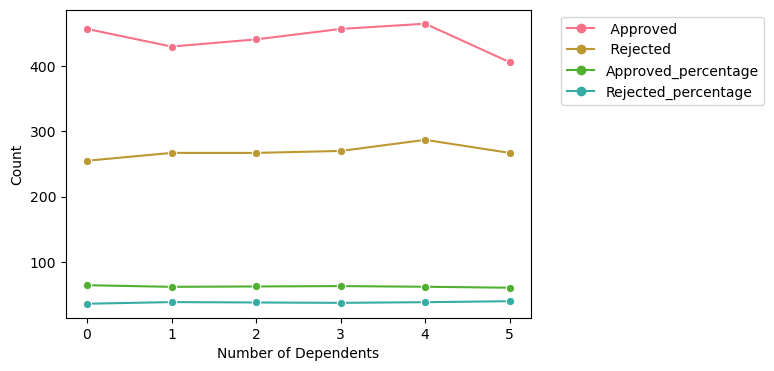 Approved
Rejected
Approved_percentage
Rejected_percentage
400
300
200
100
Count
0 1 2 3 4 5
Number of Dependents